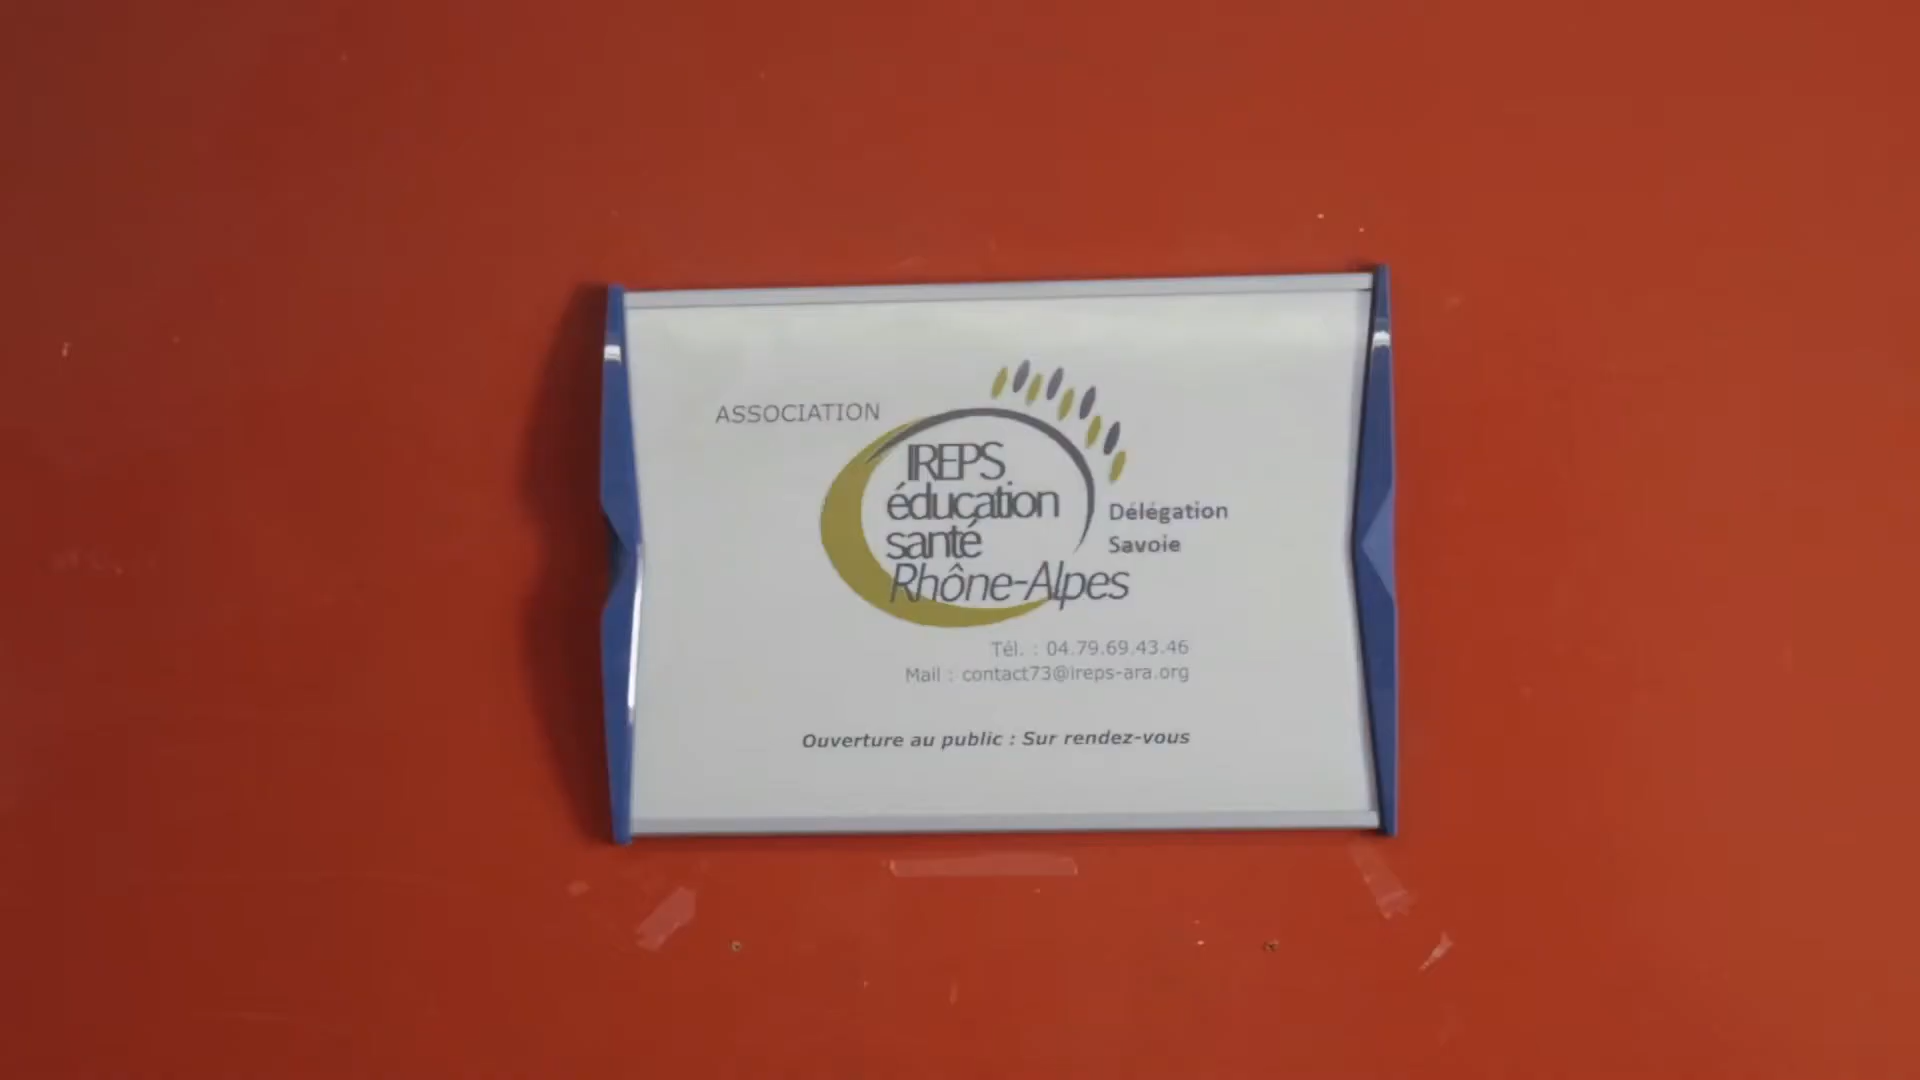 ASSOCIATION
IREPS
éducation
santé
Rhône-Alpes
Délégation
Savoie
Tél. : 04.79.69.43.46
Mail : contact73@ireps-ara.org
Ouverture au public : Sur rendez-vous